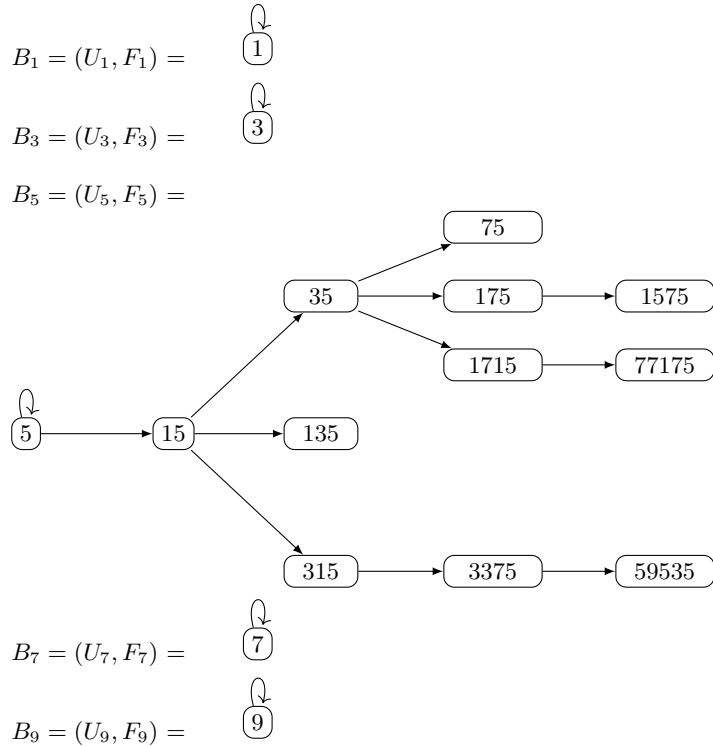 $B_1 = (U_1, F_1) =$ 1
$B_3 = (U_3, F_3) =$ 3
$B_5 = (U_5, F_5) =$
75
35 175 1575
1715 77175
5 15 135
315 3375 59535
$B_7 = (U_7, F_7) =$ 7
$B_9 = (U_9, F_9) =$ 9